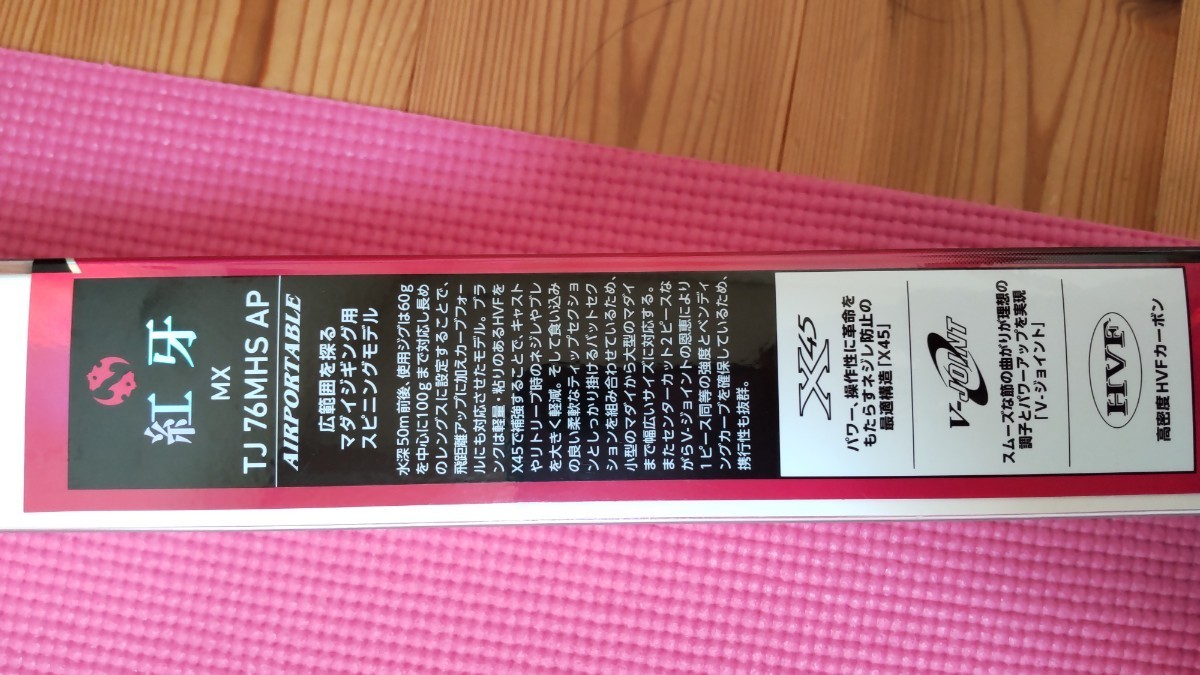 紅牙
MX
TJ 76MHS AP
AIRPORTABLE
広範囲を探る
マダイジギング用
スピニングモデル
水深50m前後、使用ジグは60g
を中心に100gまで対応し長め
のレングスに設定することで、
飛距離アップに加えカーブフォー
ルにも対応させたモデル。ブラ
ンクは軽量・粘りのあるHVFを
X45で補強することで、キャスト
やリトリーブ時のネジレやブレ
を大きく軽減。そして食い込み
の良い柔軟なティップセクショ
ンとしっかり掛けるバットセク
ションを組み合わせているため、
小型のマダイから大型のマダイ
まで幅広いサイズに対応する。
またセンターカット2ピースな
がらV-ジョイントの恩恵により
1ピース同等の強度とベンディ
ングカーブを確保しているため、
携行性も抜群。
X45
パワー、操作性に革命を
もたらすネジレ防止の
最適構造「X45」
V-JOINT
スムーズな節の曲がりが理想の
調子とパワーアップを実現
「V-ジョイント」
HVF
高密度HVFカーボン